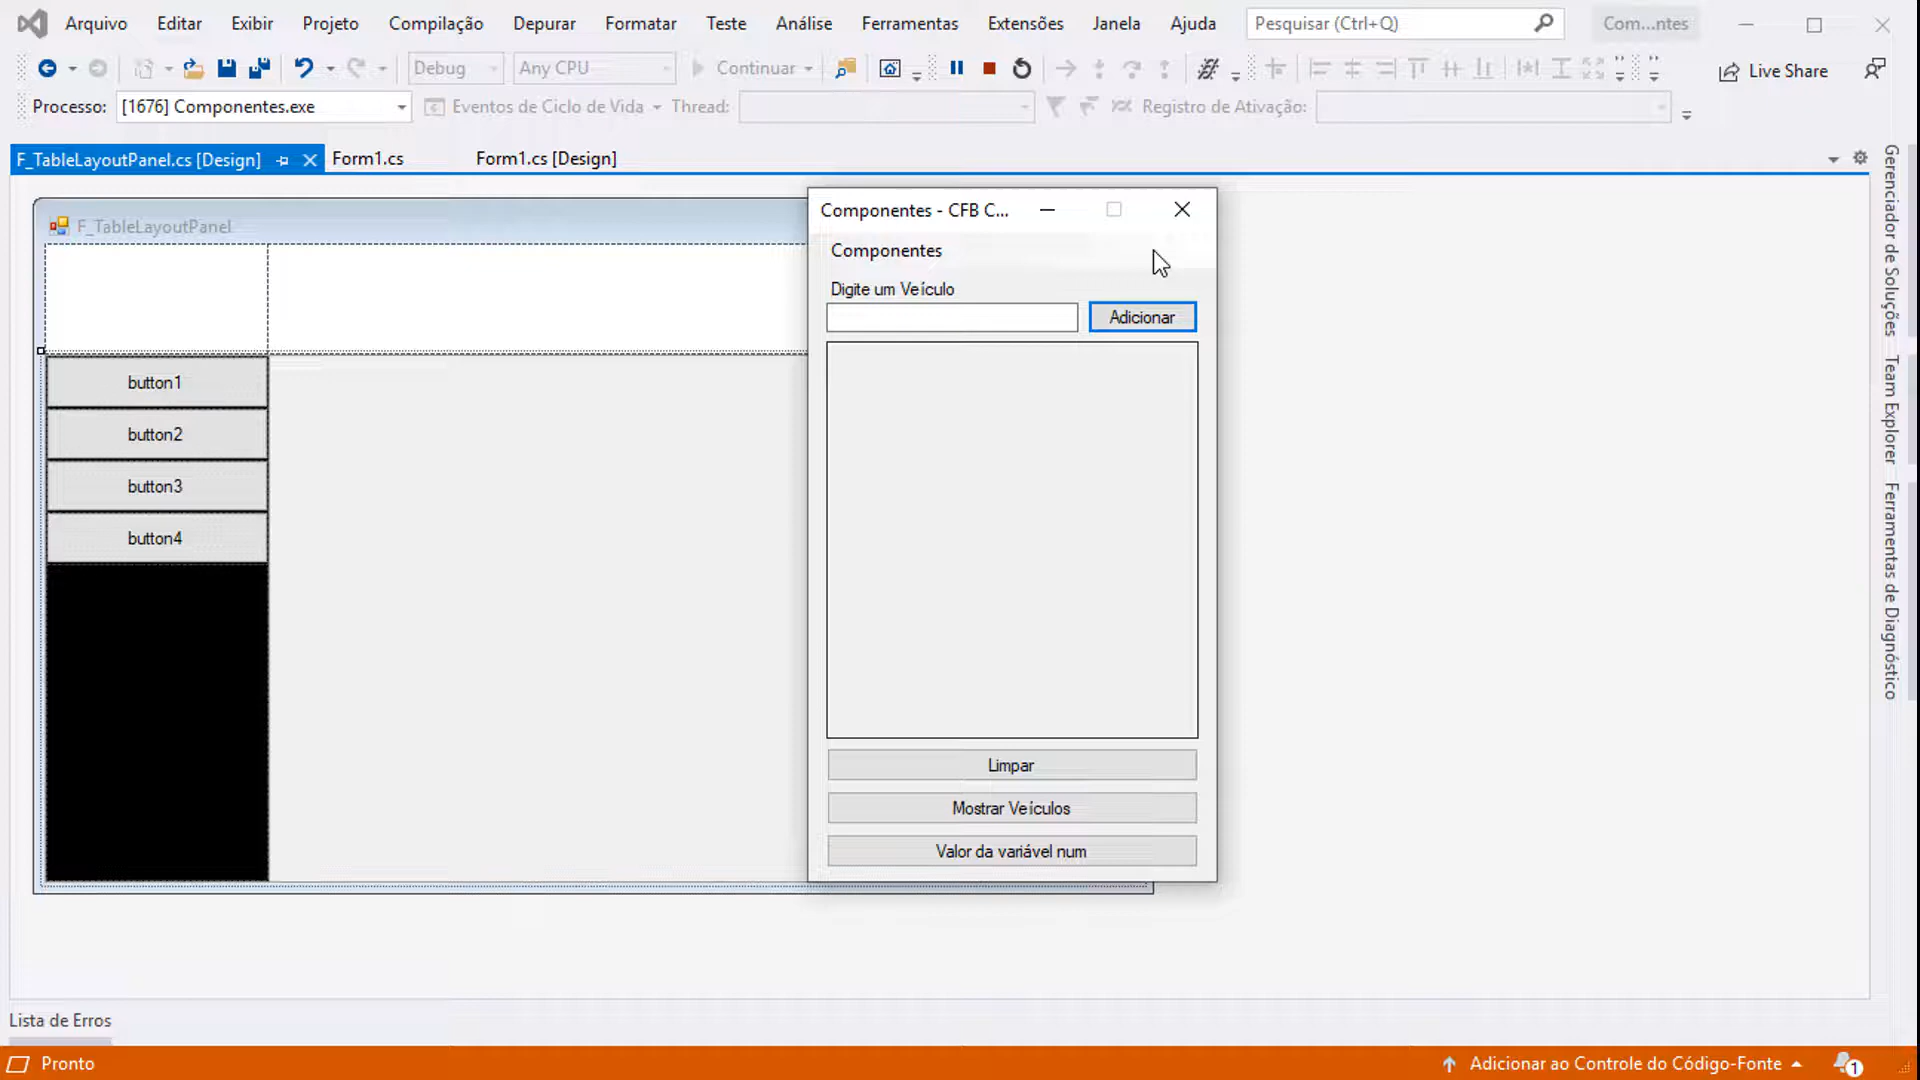 Arquivo Editar Exibir Projeto Compilação Depurar Formatar Teste Análise Ferramentas Extensões Janela Ajuda Pesquisar (Ctrl+Q) Com...ntes
Debug Any CPU Continuar Live Share
Processo: [1676] Componentes.exe Eventos de Ciclo de Vida Thread: Registro de Ativação:
F_TableLayoutPanel.cs [Design] Form1.cs Form1.cs [Design]
F_TableLayoutPanel
button1
button2
button3
button4
Componentes - CFB C...
Componentes
Digite um Veículo
Adicionar
Limpar
Mostrar Veículos
Valor da variável num
Gerenciador de Soluções
Team Explorer
Ferramentas de Diagnóstico
Lista de Erros
Pronto Adicionar ao Controle do Código-Fonte 1